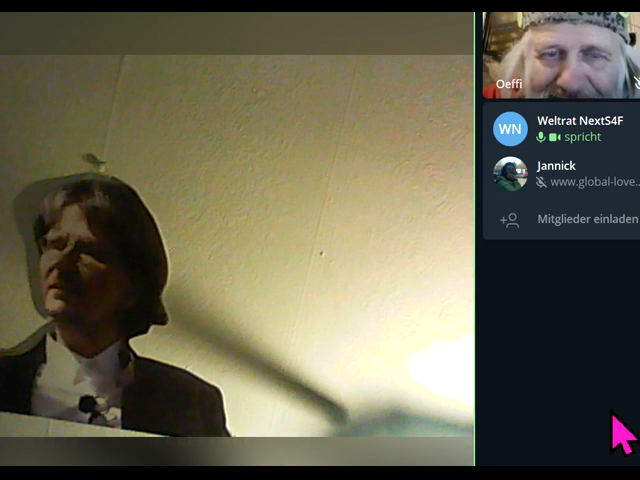 Oeffi
WN
Weltrat NextS4F
spricht
Jannick
www.global-love...
Mitglieder einladen